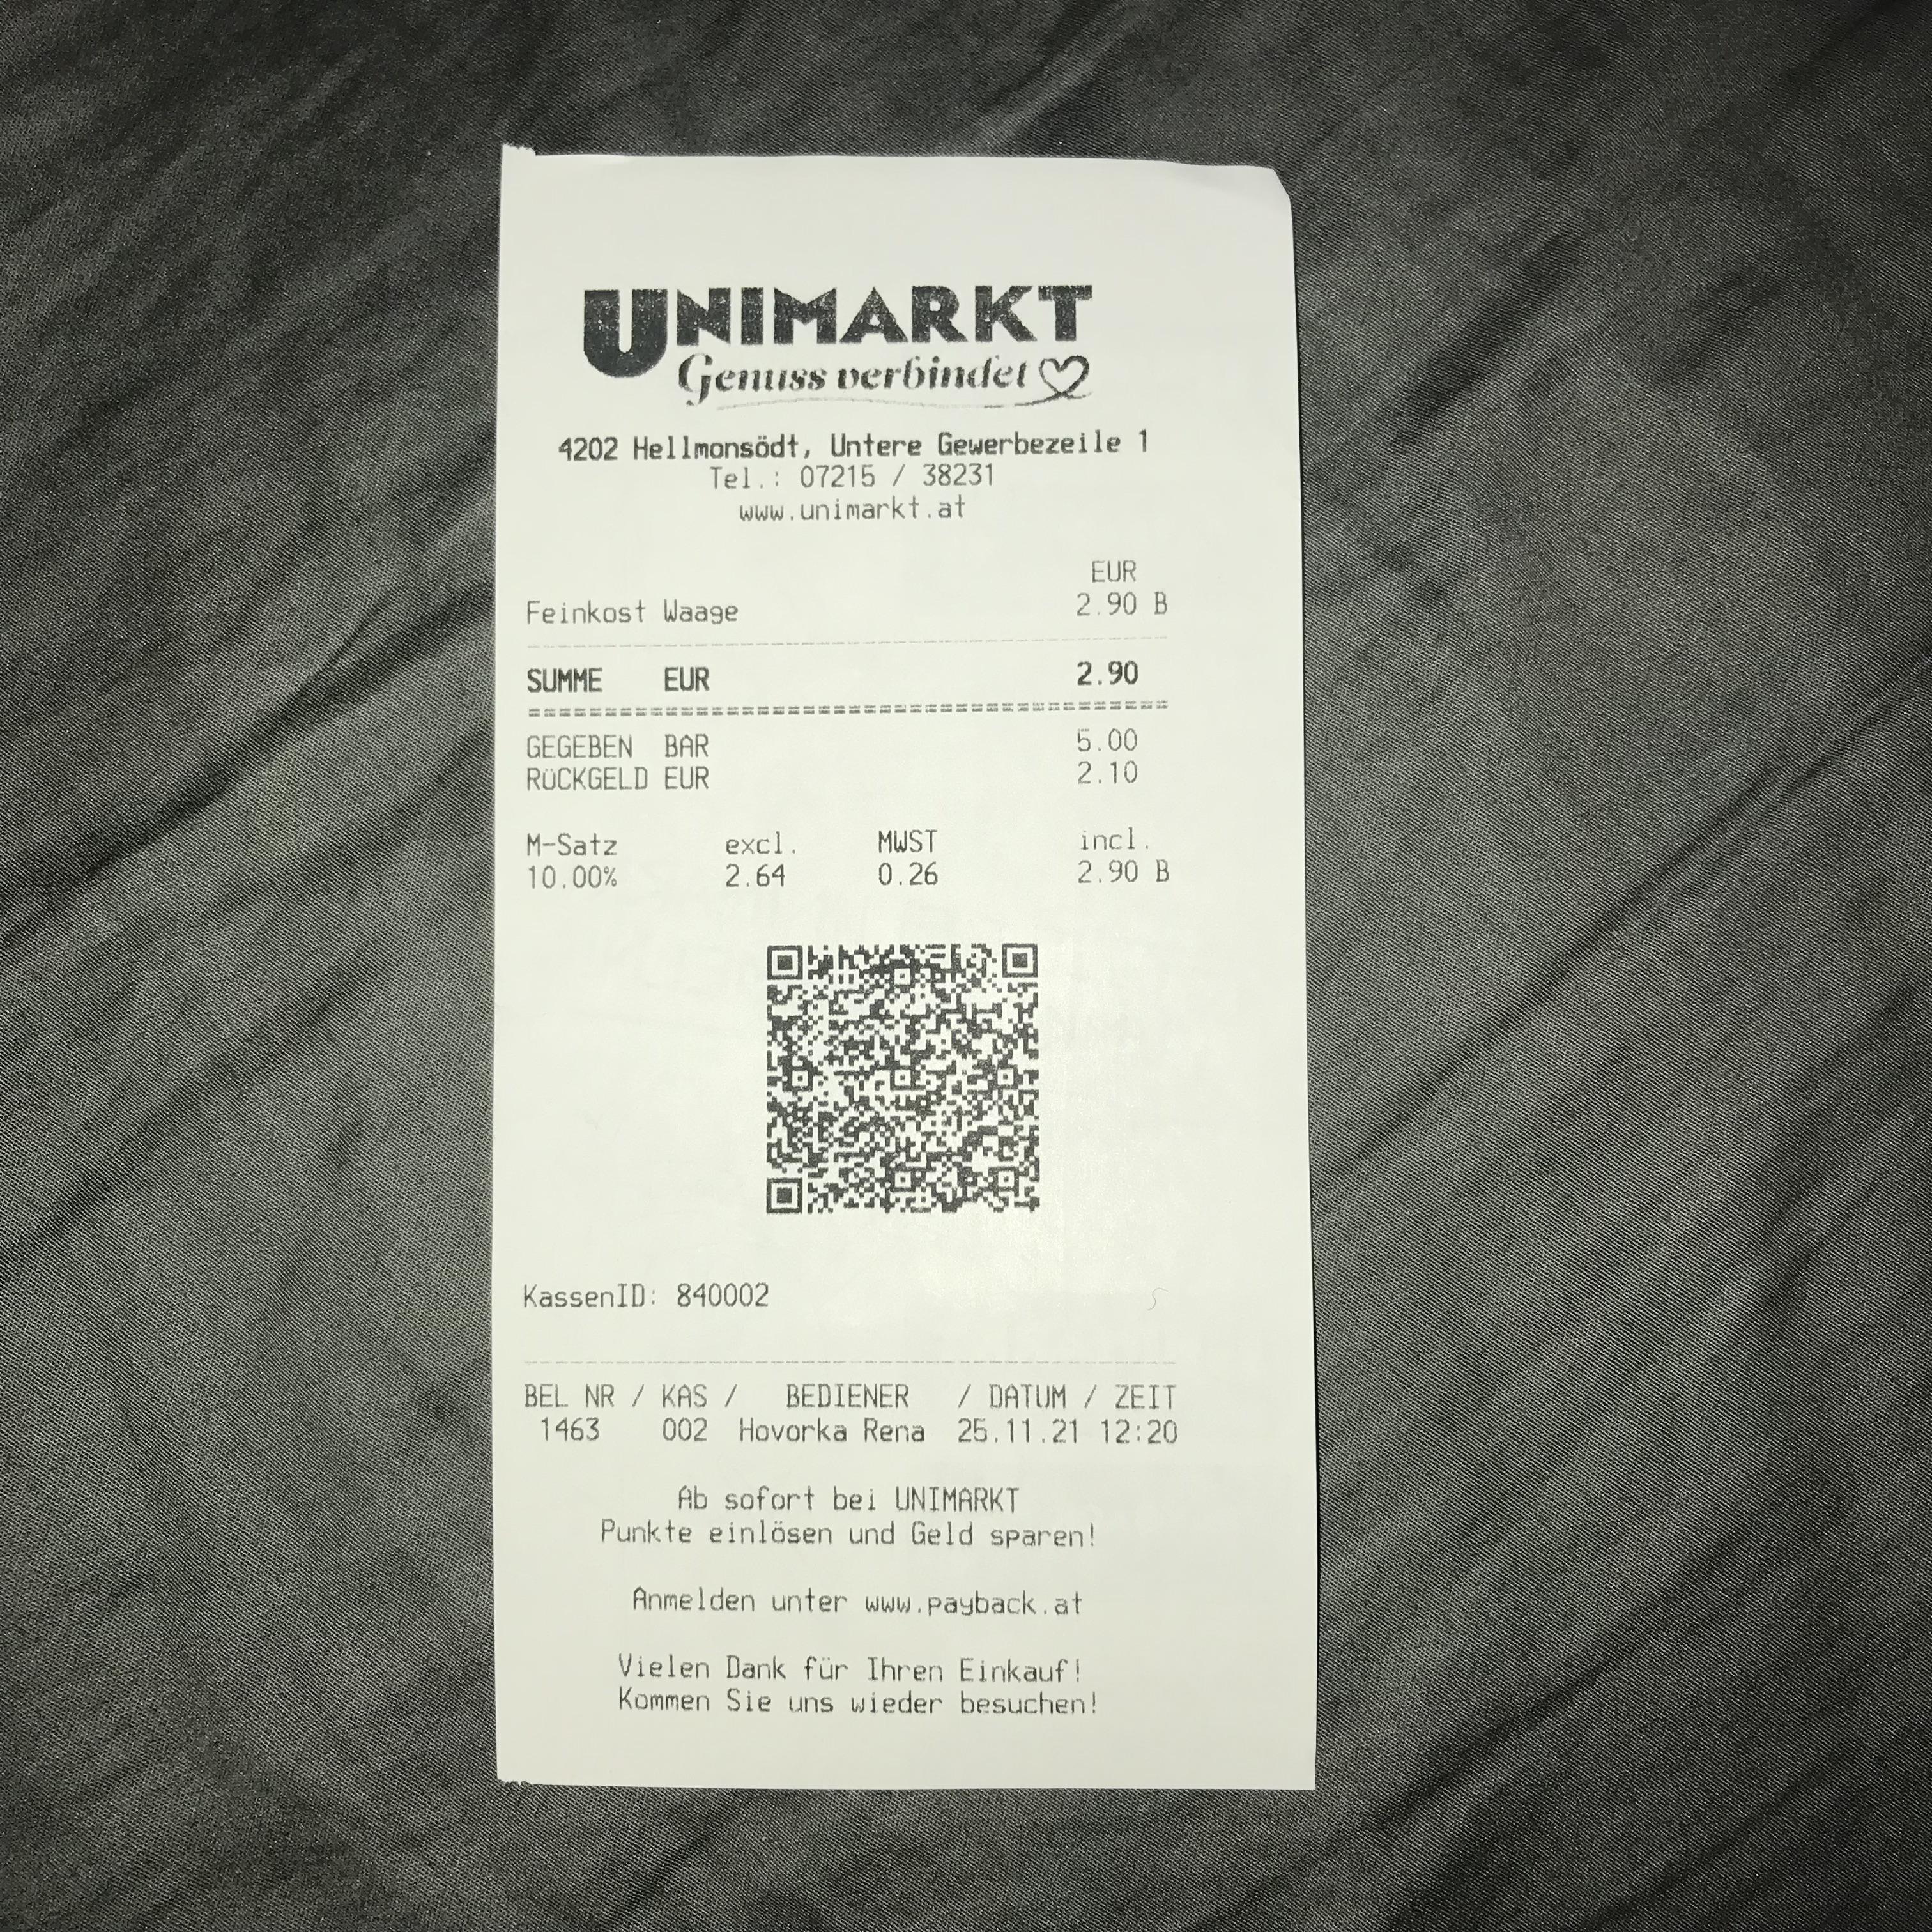 UNIMARKT
Genuss verbindet
4202 Hellmonsödt, Untere Gewerbezeile 1
Tel.: 07215 / 38231
www.unimarkt.at
EUR
Feinkost Waage 2.90 B
SUMME EUR 2.90
GEGEBEN BAR 5.00
RÜCKGELD EUR 2.10
M-Satz excl. MWST incl.
10.00% 2.64 0.26 2.90 B
KassenID: 840002
BEL NR / KAS / BEDIENER / DATUM / ZEIT
1463 002 Hovorka Rena 25.11.21 12:20
Ab sofort bei UNIMARKT
Punkte einlösen und Geld sparen!
Anmelden unter www.payback.at
Vielen Dank für Ihren Einkauf!
Kommen Sie uns wieder besuchen!